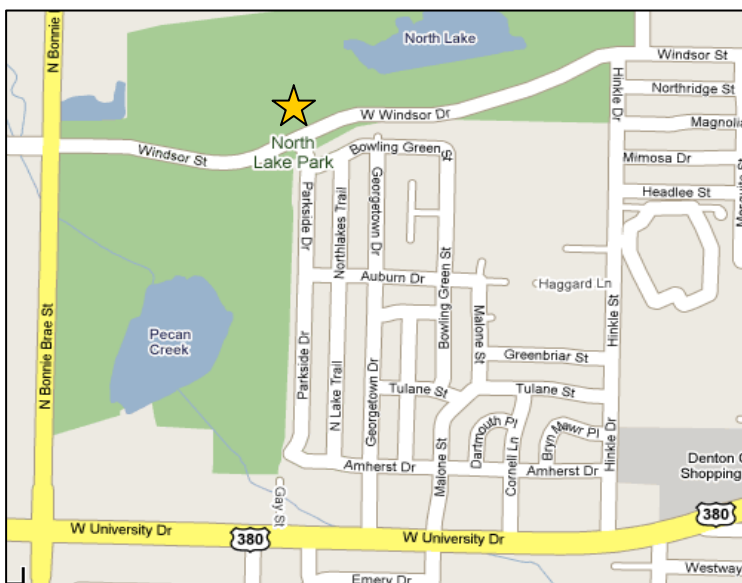 N Bonnie
North Lake
Windsor St
Hinkle Dr
Northridge St
Magnolia
W Windsor Dr
North
Lake Park
Windsor St
Bowling Green St
Mimosa Dr
Headlee St
Parkside Dr
Northlakes Trail
Georgetown Dr
Auburn Dr
Haggard Ln
Bowling Green St
Malone St
Hinkle St
Pecan
Creek
N Bonnie Brae St
Parkside Dr
N Lake Trail
Georgetown Dr
Greenbriar St
Tulane St
Tulane St
Dartmouth Pl
Bryn Mawr Pl
Malone St
Cornell Ln
Hinkle Dr
Amherst Dr
Amherst Dr
Denton C
Shopping
Gay St
W University Dr
380
W University Dr
380
Emery Dr
Westway